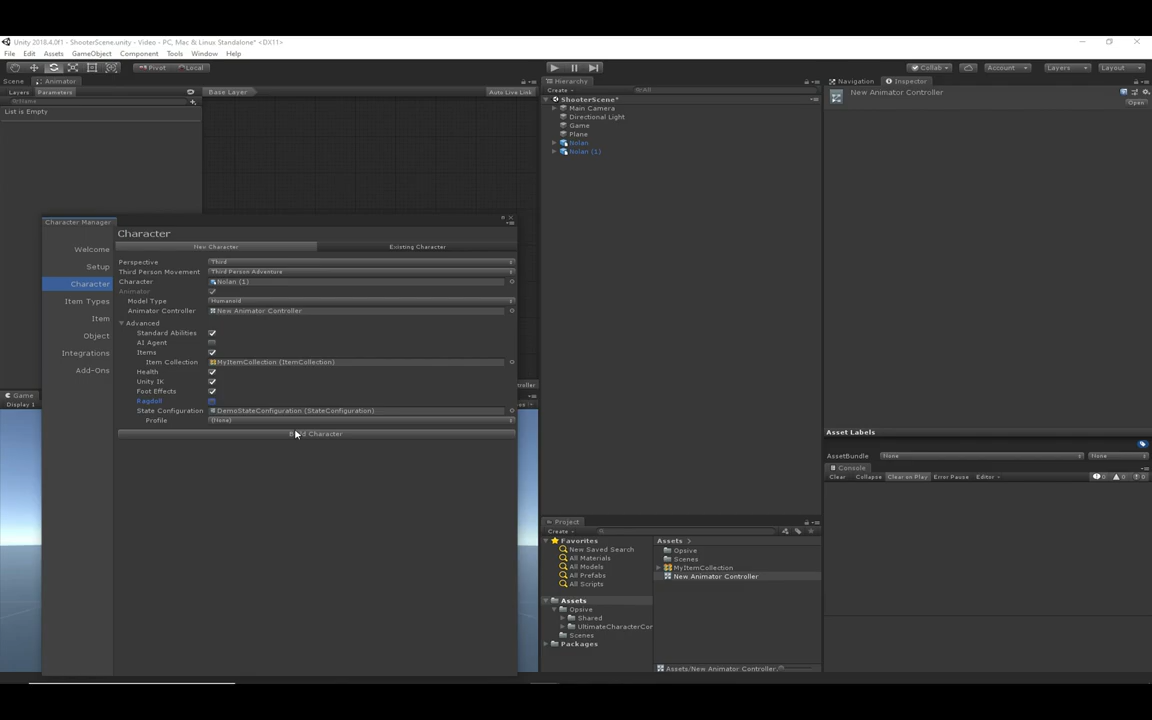 Unity 2018.4.0f1 - ShooterScene.unity - Video - PC, Mac & Linux Standalone* <DX11>
File Edit Assets GameObject Component Tools Window Help
Pivot Local Collab Account Layers Layout
Scene Animator
Layers Parameters Base Layer Auto Live Link
Name
List is Empty
Hierarchy
Create All
ShooterScene*
Main Camera
Directional Light
Game
Plane
Nolan
Nolan (1)
Navigation Inspector
New Animator Controller
Open
Character Manager
Welcome
Setup
Character
Item Types
Item
Object
Integrations
Add-Ons
Character
New Character Existing Character
Perspective Third
Third Person Movement Third Person Adventure
Character Nolan (1)
Animator
Model Type Humanoid
Animator Controller New Animator Controller
Advanced
Standard Abilities
AI Agent
Items
Item Collection MyItemCollection (ItemCollection)
Health
Unity IK
Foot Effects
Ragdoll
State Configuration DemoStateConfiguration (StateConfiguration)
Profile (None)
Character
Game
Display 1
Asset Labels
AssetBundle None None
Console
Clear Collapse Clear on Play Error Pause Editor 0 0 0
Project
Create
Favorites
New Saved Search
All Materials
All Models
All Prefabs
All Scripts
Assets
Opsive
Shared
UltimateCharacterCor
Scenes
Packages
Assets
Opsive
Scenes
MyItemCollection
New Animator Controller
Assets/New Animator Controller.